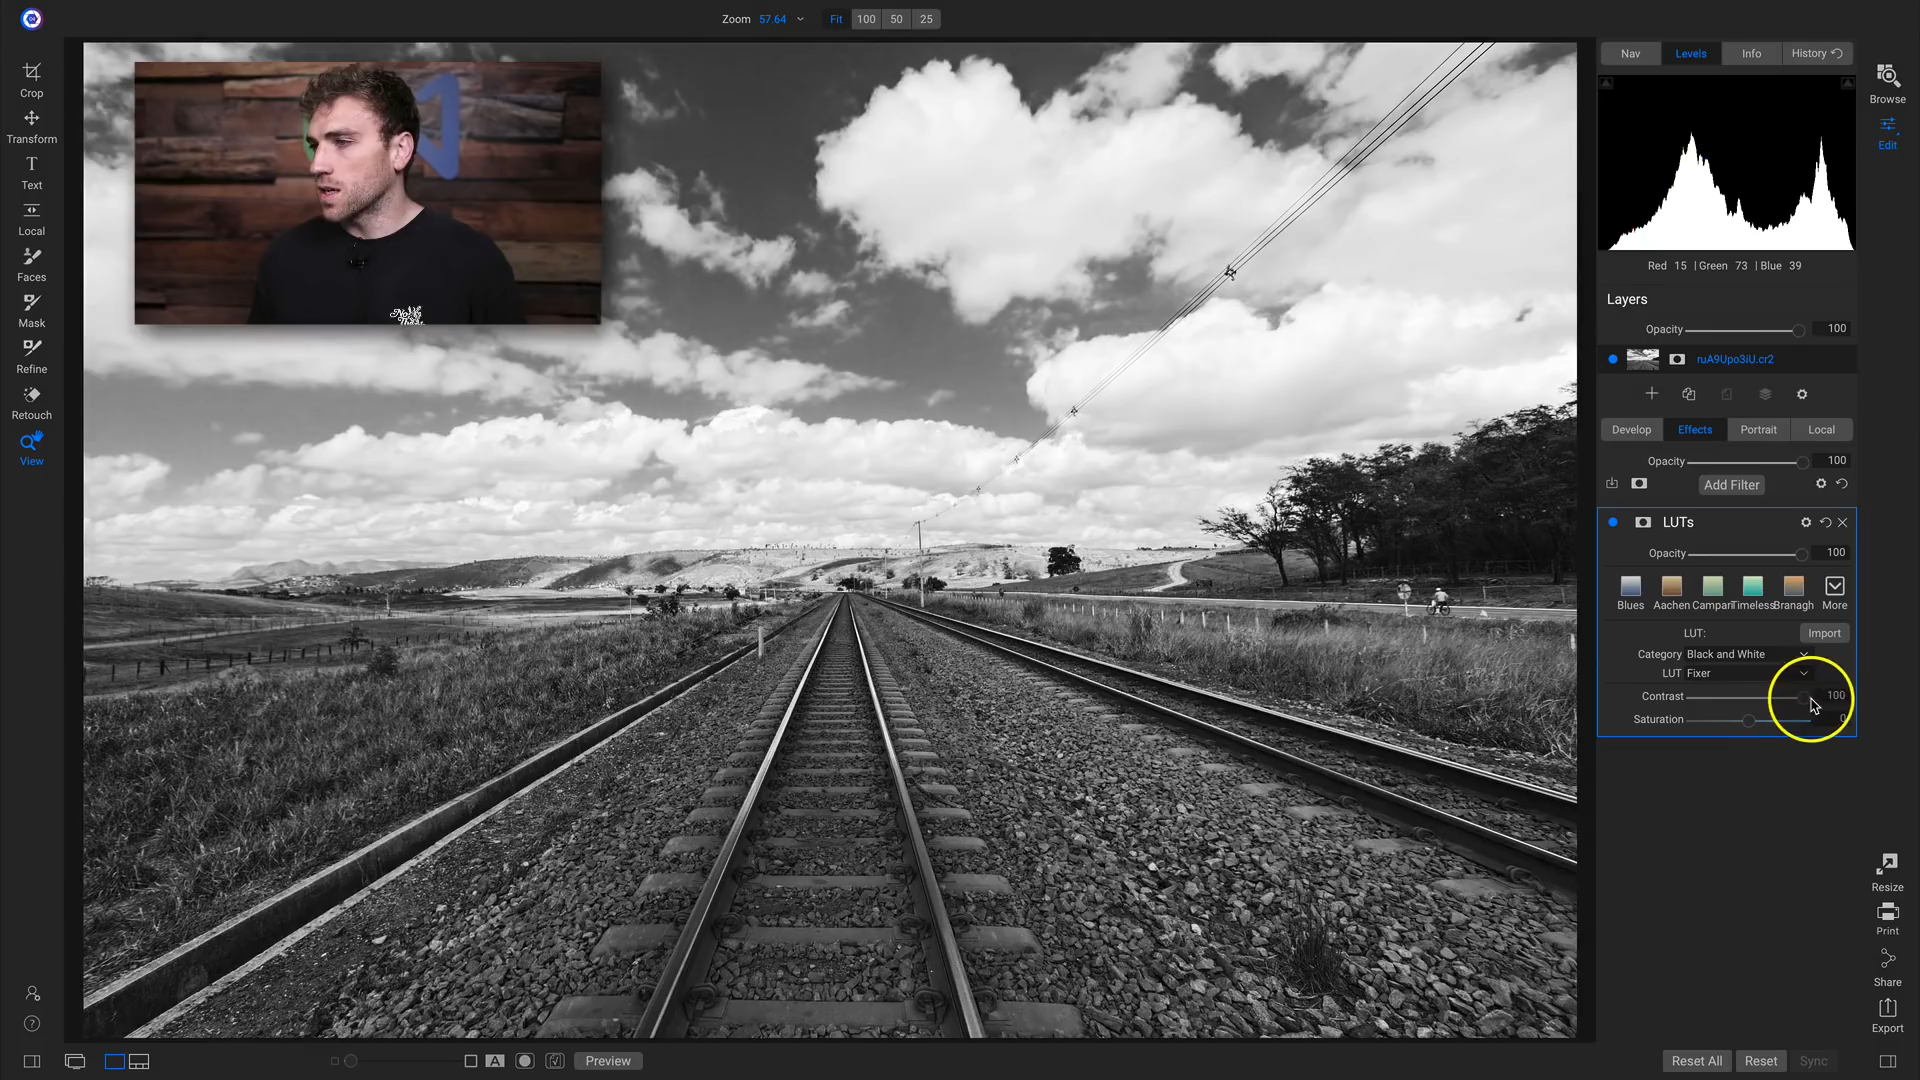 Zoom 57.64 Fit 100 50 25
Crop
Transform
Text
Local
Faces
Mask
Refine
Retouch
View
Nav Levels Info History
Red 15 | Green 73 | Blue 39
Layers
Opacity 100
ruA9Upo3iU.cr2
Develop Effects Portrait Local
Opacity 100
Add Filter
LUTs
Opacity 100
Blues Aachen Campari Timeless Branagh More
LUT: Import
Category Black and White
LUT Fixer
Contrast 100
Saturation 0
Browse
Edit
Resize
Print
Share
Export
A Preview
Reset All Reset Sync